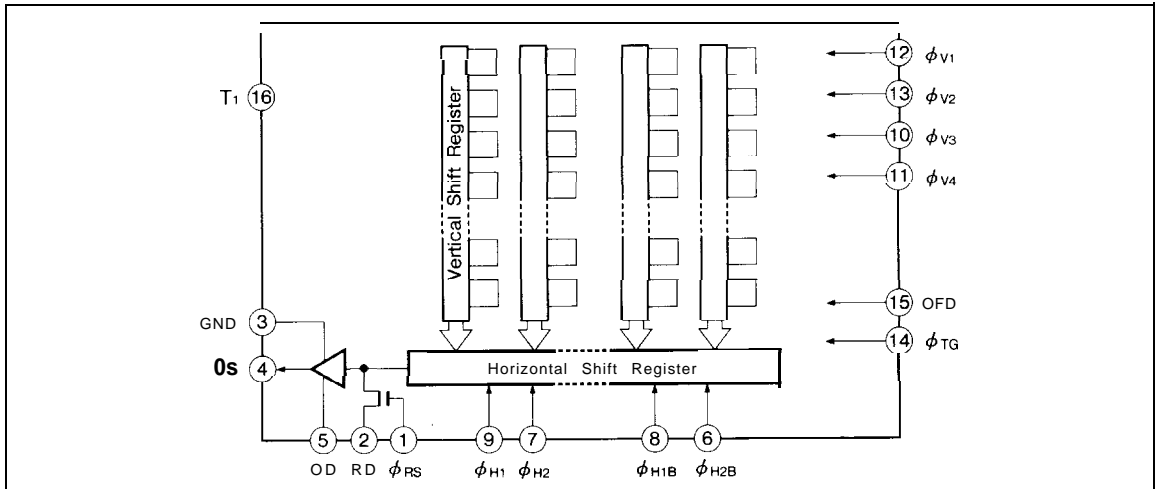 12 ϕV1
T1 16
13 ϕV2
10 ϕV3
11 ϕV4
Vertical Shift Register
15 OFD
GND 3
14 ϕTG
0s 4
Horizontal Shift Register
5 2 1 9 7 8 6
OD RD ϕRS ϕH1 ϕH2 ϕH1B ϕH2B